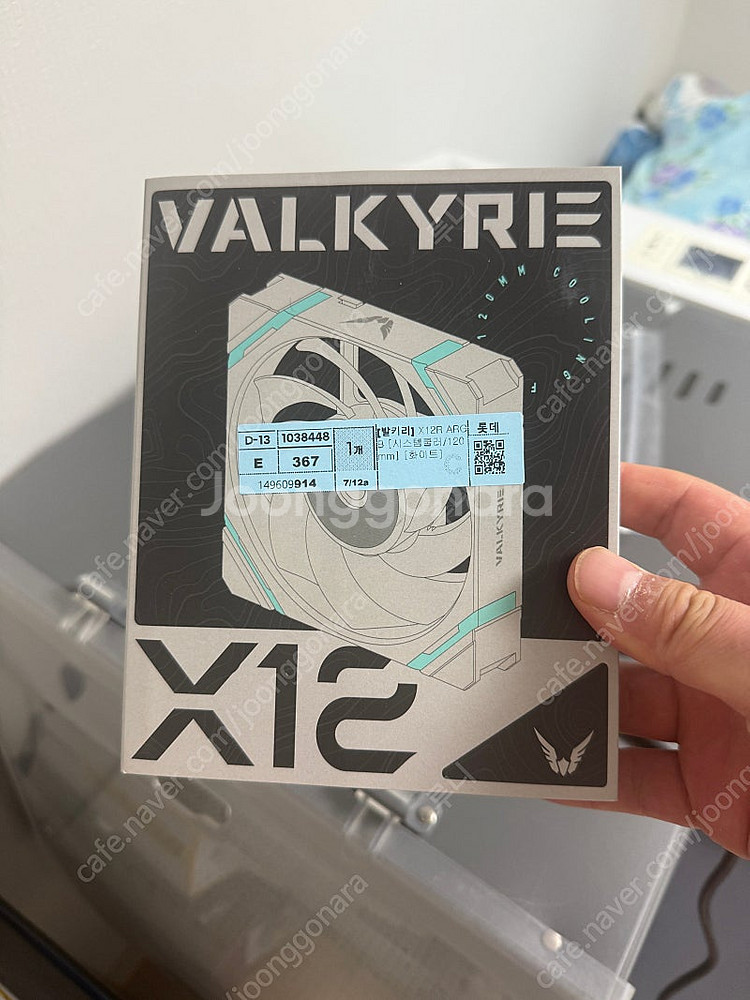 VALKYRIE
120MM COOLING F
D-13 1038448
E 367
149609914
1개
7/12a
[발키리] X12R ARG
B [시스템쿨러/120
mm] [화이트]
롯데
VALKYRIE
X12
Joonggonara
cafe.naver.com/joonggonara